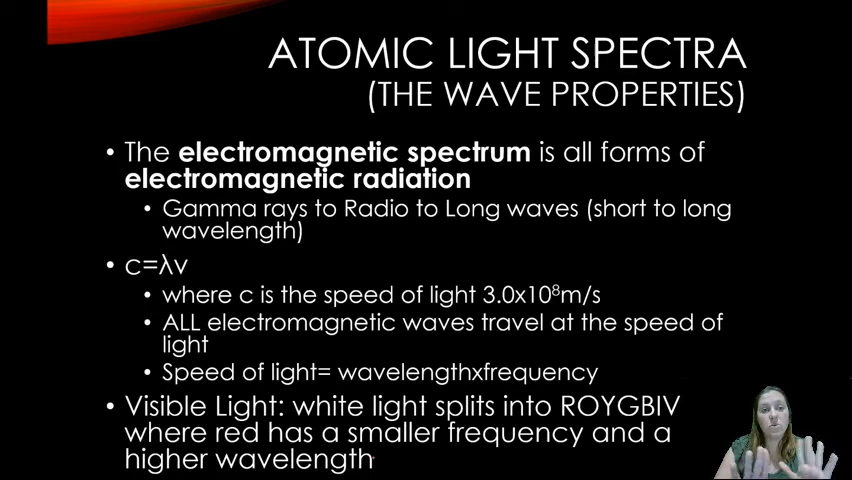 ATOMIC LIGHT SPECTRA
(THE WAVE PROPERTIES)
• The electromagnetic spectrum is all forms of
electromagnetic radiation
• Gamma rays to Radio to Long waves (short to long
wavelength)
• c=λv
• where c is the speed of light 3.0x10⁸m/s
• ALL electromagnetic waves travel at the speed of
light
• Speed of light= wavelengthxfrequency
• Visible Light: white light splits into ROYGBIV
where red has a smaller frequency and a
higher wavelength